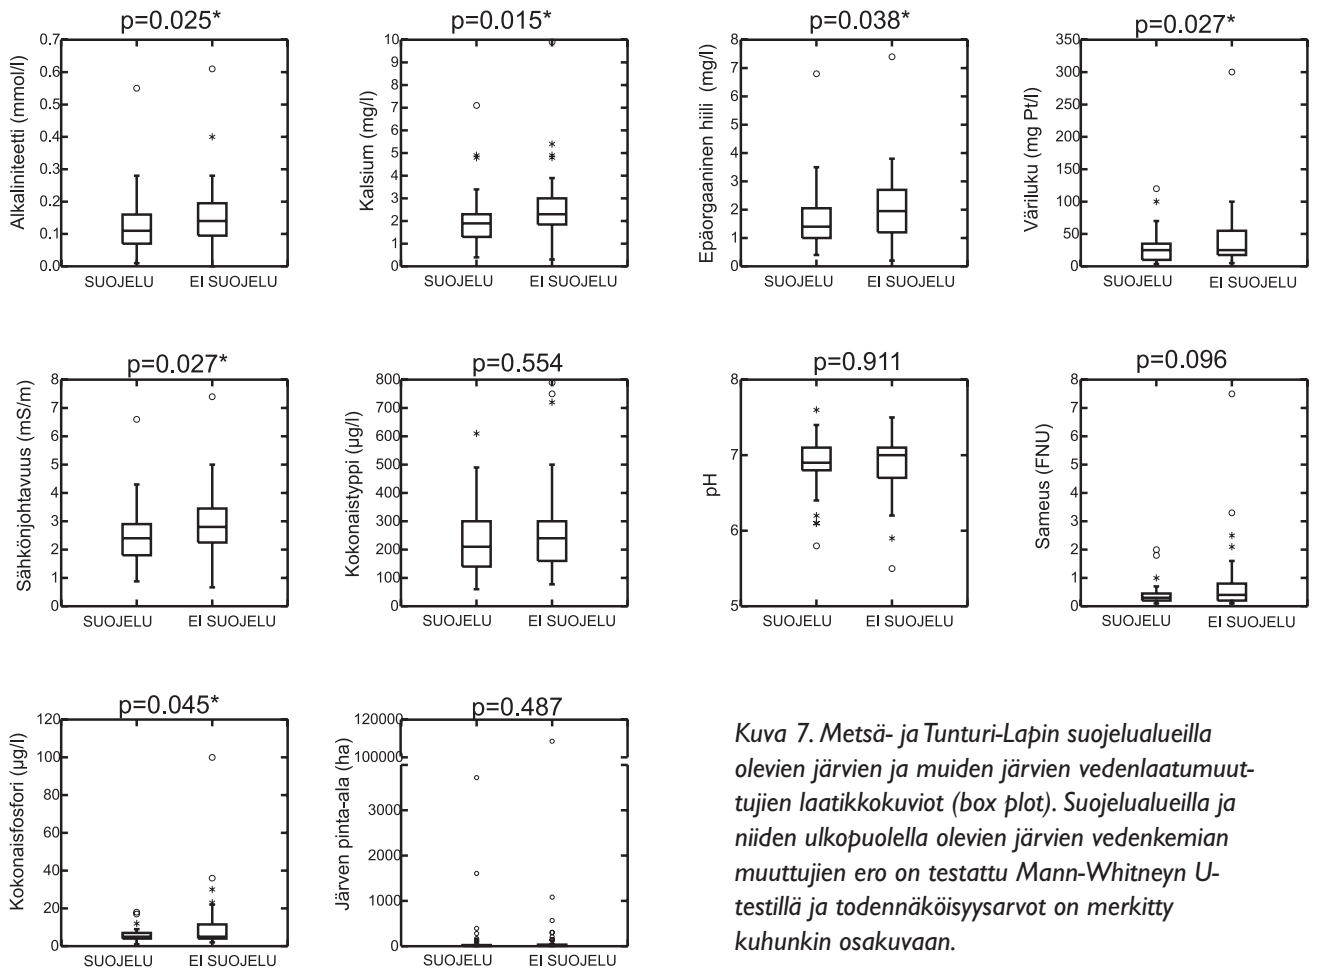 p=0.025*
Alkaliniteetti (mmol/l)
0.7
0.6
0.5
0.4
0.3
0.2
0.1
0.0
SUOJELU EI SUOJELU
p=0.015*
Kalsium (mg/l)
10
9
8
7
6
5
4
3
2
1
0
SUOJELU EI SUOJELU
p=0.038*
Epäorgaaninen hiili (mg/l)
8
7
6
5
4
3
2
1
0
SUOJELU EI SUOJELU
p=0.027*
Väriluku (mg Pt/l)
350
300
250
200
150
100
50
0
SUOJELU EI SUOJELU
p=0.027*
Sähkönjohtavuus (mS/m)
8
7
6
5
4
3
2
1
0
SUOJELU EI SUOJELU
p=0.554
Kokonaistyppi (µg/l)
800
700
600
500
400
300
200
100
0
SUOJELU EI SUOJELU
p=0.911
pH
8
7
6
5
SUOJELU EI SUOJELU
p=0.096
Sameus (FNU)
8
7
6
5
4
3
2
1
0
SUOJELU EI SUOJELU
p=0.045*
Kokonaisfosfori (µg/l)
120
100
80
60
40
20
0
SUOJELU EI SUOJELU
p=0.487
Järven pinta-ala (ha)
120000
100000
3000
2000
1000
0
SUOJELU EI SUOJELU
Kuva 7. Metsä- ja Tunturi-Lapin suojelualueilla
olevien järvien ja muiden järvien vedenlaatumuut-
tujien laatikkokuviot (box plot). Suojelualueilla ja
niiden ulkopuolella olevien järvien vedenkemian
muuttujien ero on testattu Mann-Whitneyn U-
testillä ja todennäköisyysarvot on merkitty
kuhunkin osakuvaan.